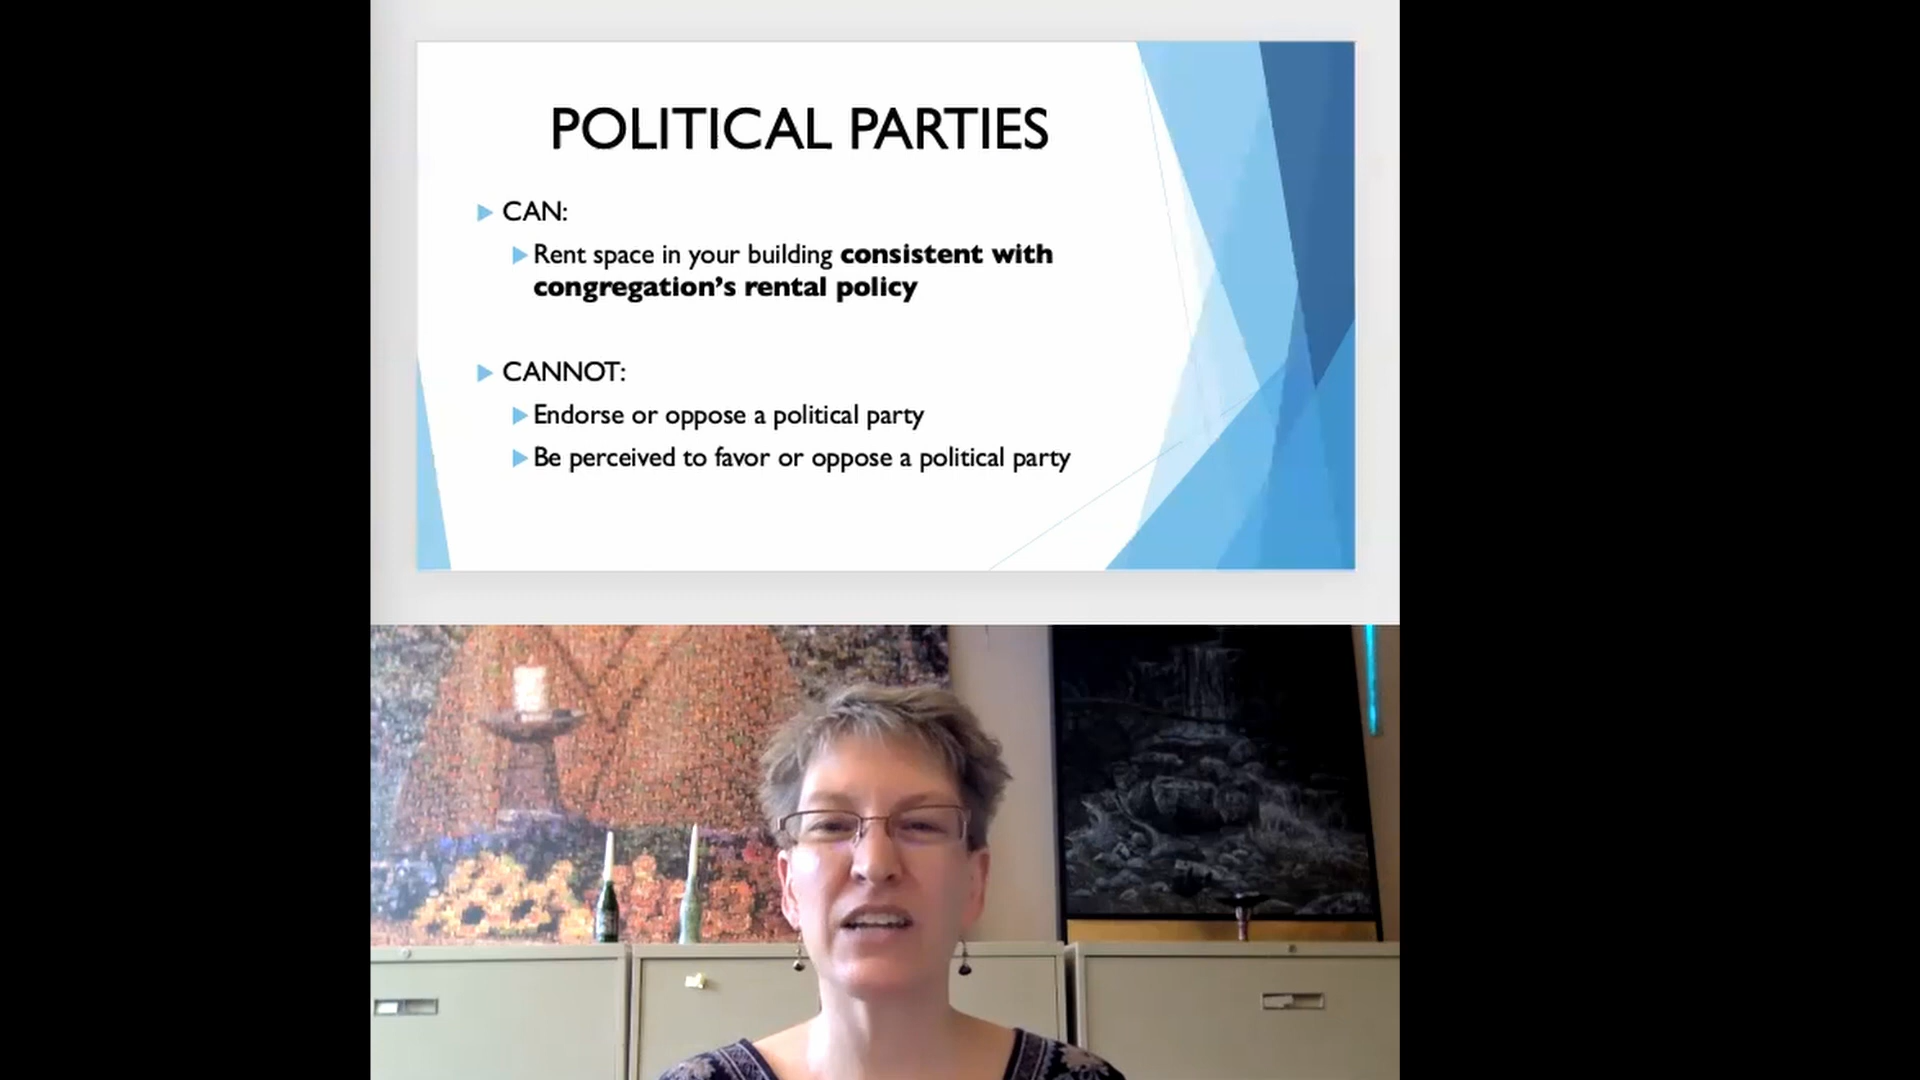 POLITICAL PARTIES
CAN:
Rent space in your building consistent with
congregation’s rental policy
CANNOT:
Endorse or oppose a political party
Be perceived to favor or oppose a political party